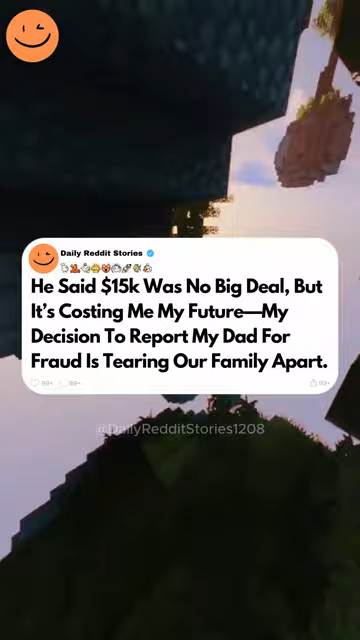 Daily Reddit Stories
He Said $15k Was No Big Deal, But
It's Costing Me My Future—My
Decision To Report My Dad For
Fraud Is Tearing Our Family Apart.
99+ 99+ 99+
@DailyRedditStories1208